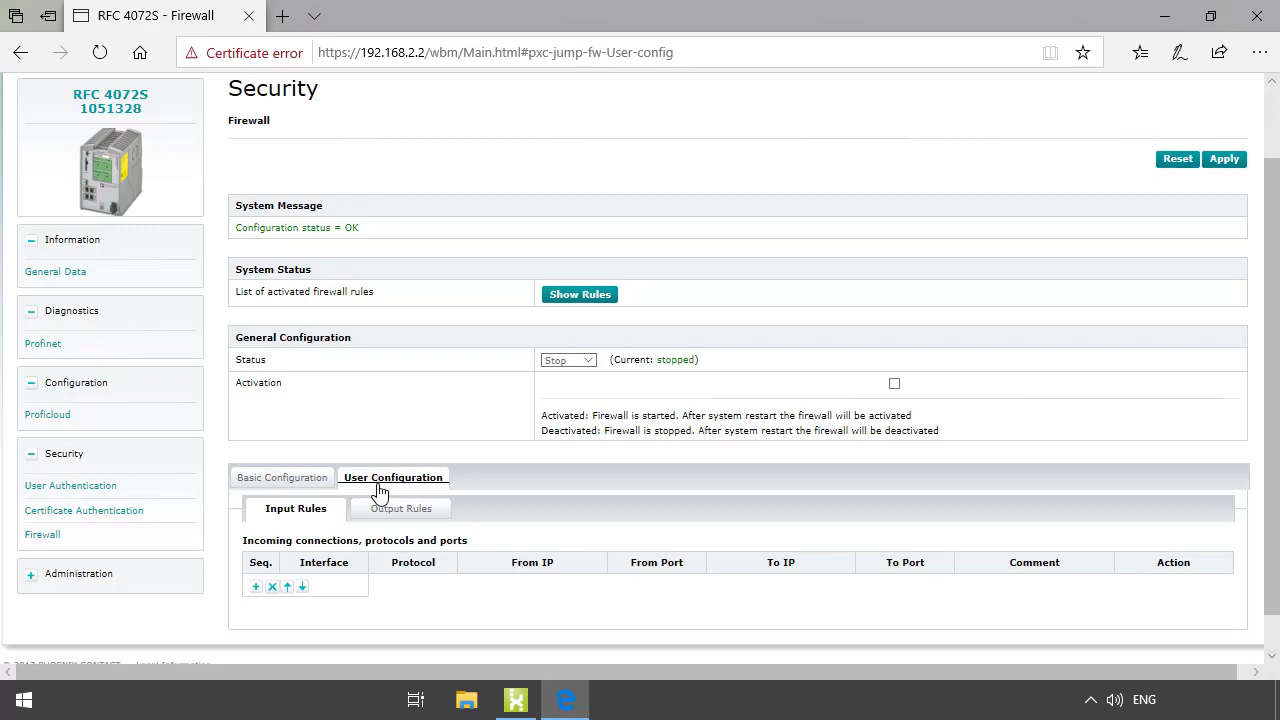 RFC 4072S - Firewall
Certificate error
https://192.168.2.2/wbm/Main.html#pxc-jump-fw-User-config
RFC 4072S
1051328
Information
General Data
Diagnostics
Profinet
Configuration
Proficloud
Security
User Authentication
Certificate Authentication
Firewall
Administration
Security
Firewall
Reset
Apply
System Message
Configuration status = OK
System Status
List of activated firewall rules
Show Rules
General Configuration
Status
Stop
(Current: stopped)
Activation
Activated: Firewall is started. After system restart the firewall will be activated
Deactivated: Firewall is stopped. After system restart the firewall will be deactivated
Basic Configuration
User Configuration
Input Rules
Output Rules
Incoming connections, protocols and ports
Seq. Interface Protocol From IP From Port To IP To Port Comment Action
ENG